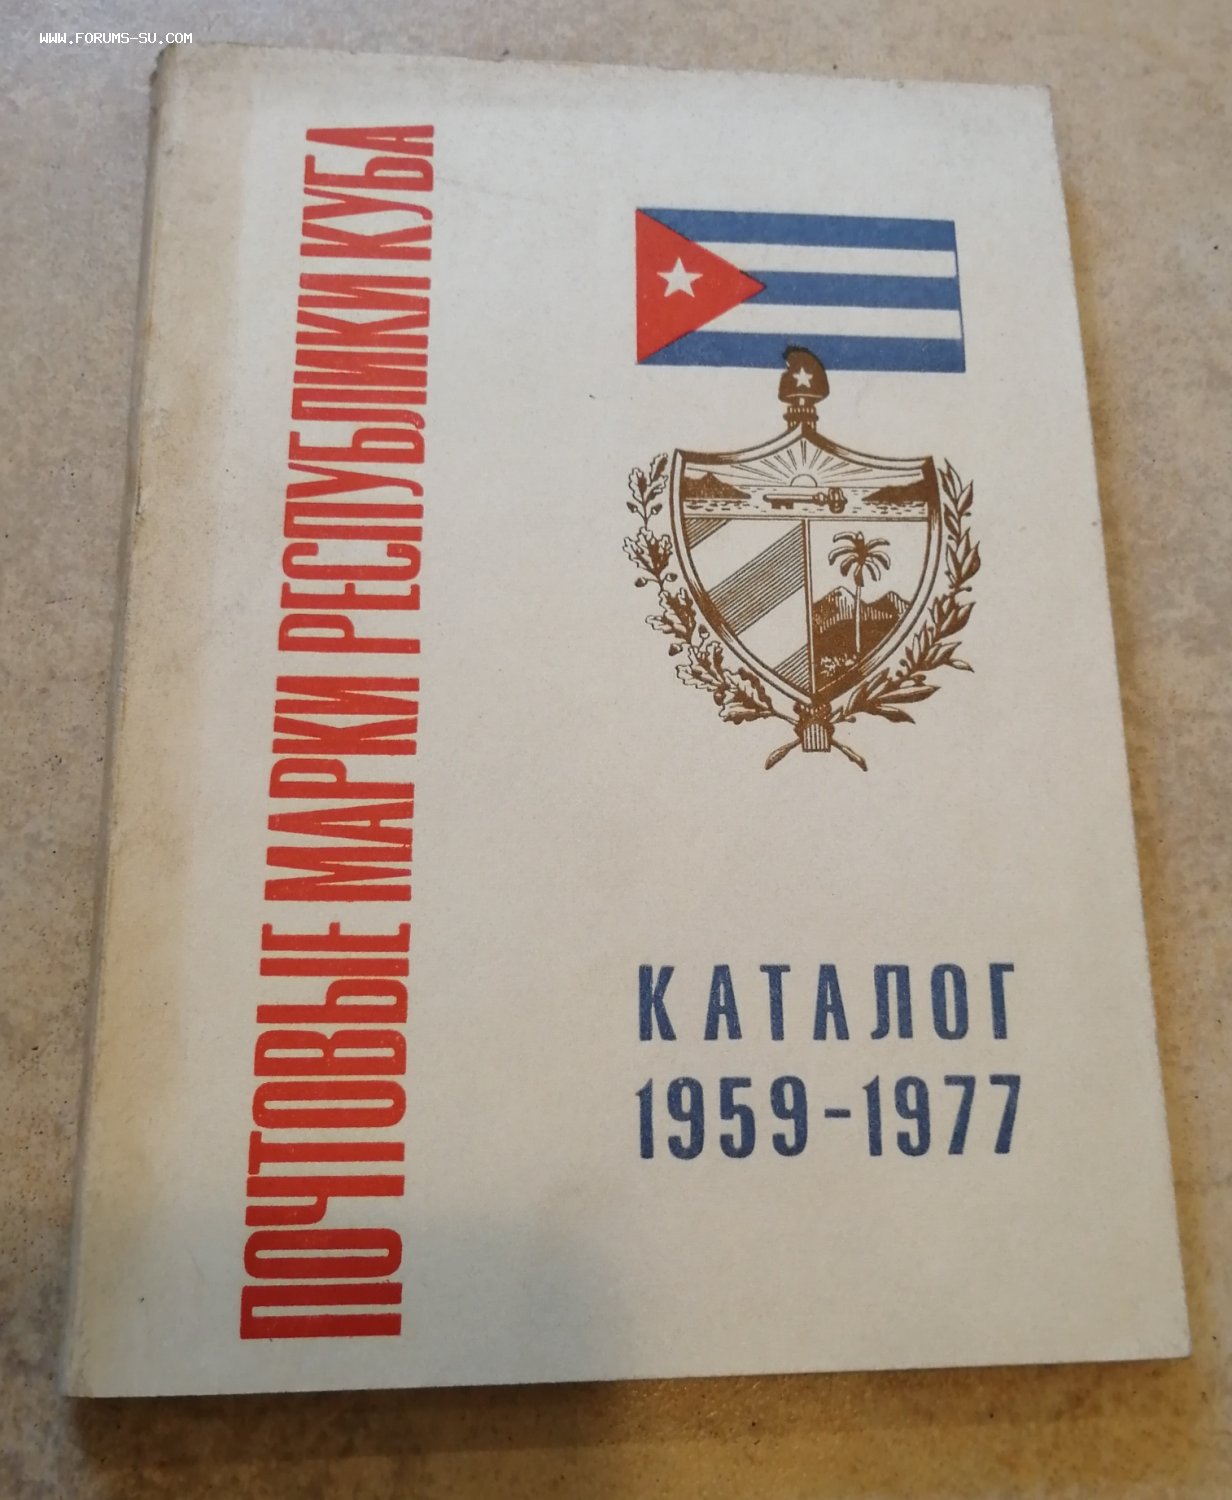 WWW.FORUMS-SU.COM
ПОЧТОВЫЕ МАРКИ РЕСПУБЛИКИ КУБА
КАТАЛОГ
1959-1977